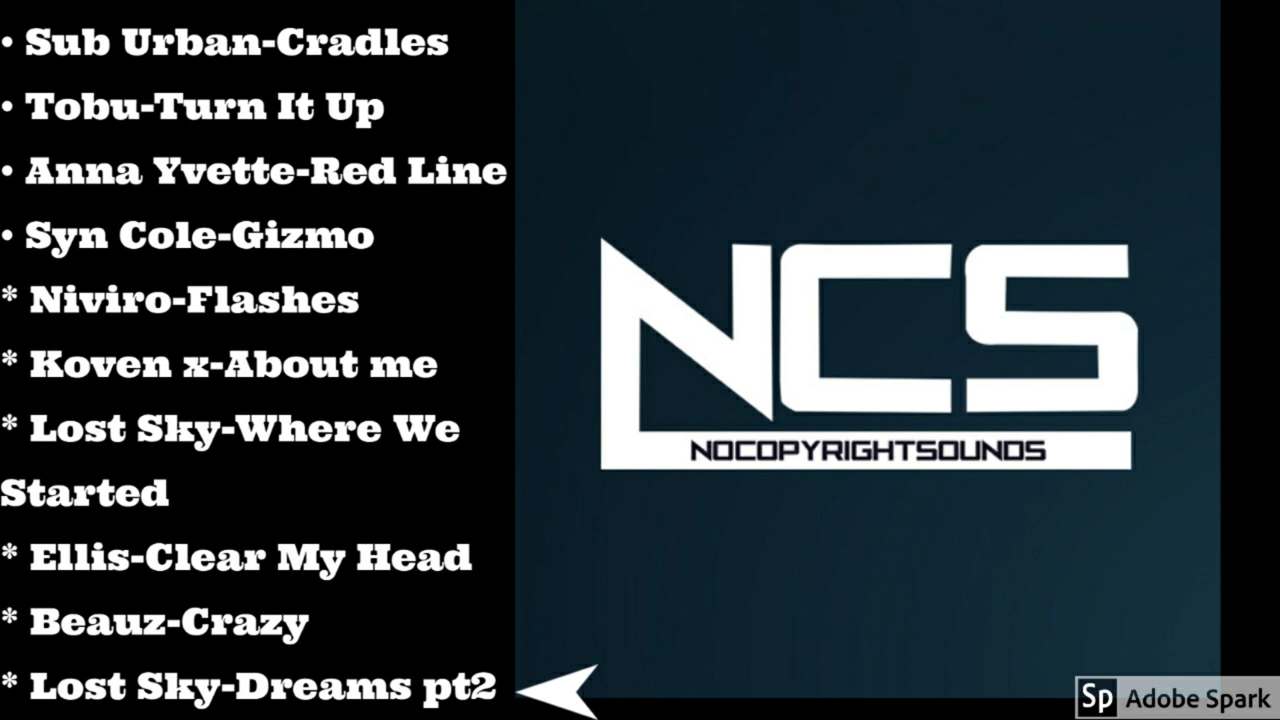 • Sub Urban-Cradles
• Tobu-Turn It Up
• Anna Yvette-Red Line
• Syn Cole-Gizmo
* Niviro-Flashes
* Koven x-About me
* Lost Sky-Where We
Started
* Ellis-Clear My Head
* Beauz-Crazy
* Lost Sky-Dreams pt2
NCS
NOCOPYRIGHTSOUNDS
Sp Adobe Spark